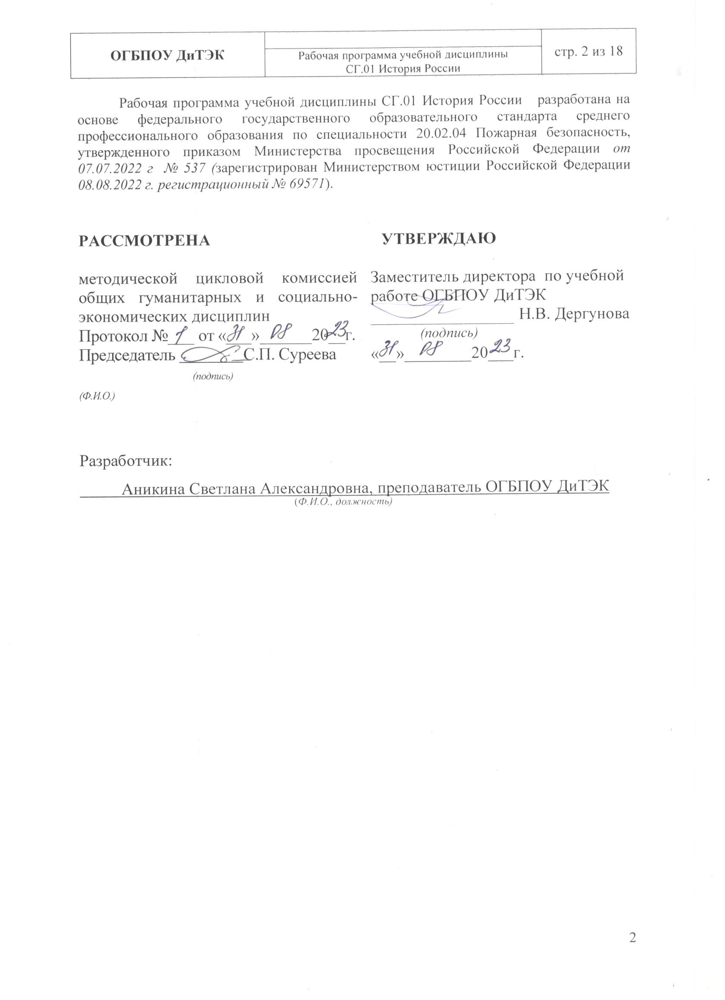 ОГБПОУ ДиТЭК
Рабочая программа учебной дисциплины
СГ.01 История России
стр. 2 из 18
Рабочая программа учебной дисциплины СГ.01 История России разработана на
основе федерального государственного образовательного стандарта среднего
профессионального образования по специальности 20.02.04 Пожарная безопасность,
утвержденного приказом Министерства просвещения Российской Федерации от
07.07.2022 г № 537 (зарегистрирован Министерством юстиции Российской Федерации
08.08.2022 г. регистрационный № 69571).
РАССМОТРЕНА
методической цикловой комиссией
общих гуманитарных и социально-
экономических дисциплин
Протокол № 1 от «31» 08 2023г.
Председатель С.П. Суреева
(подпись)
(Ф.И.О.)
УТВЕРЖДАЮ
Заместитель директора по учебной
работе ОГБПОУ ДиТЭК
Н.В. Дергунова
(подпись)
«31» 08 2023 г.
Разработчик:
Аникина Светлана Александровна, преподаватель ОГБПОУ ДиТЭК
(Ф.И.О., должность)
2